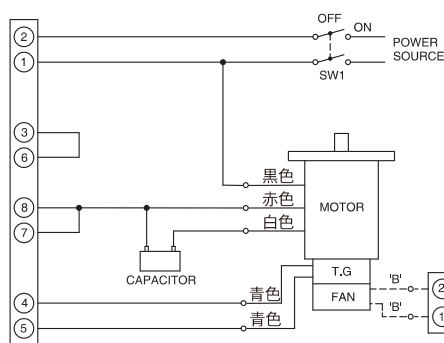 OFF
ON
② POWER
① SOURCE
SW1
③
⑥
黒色
⑧ 赤色 MOTOR
⑦ 白色
CAPACITOR
T.G 'B'
④ 青色 FAN ②
⑤ 青色 'B' ①